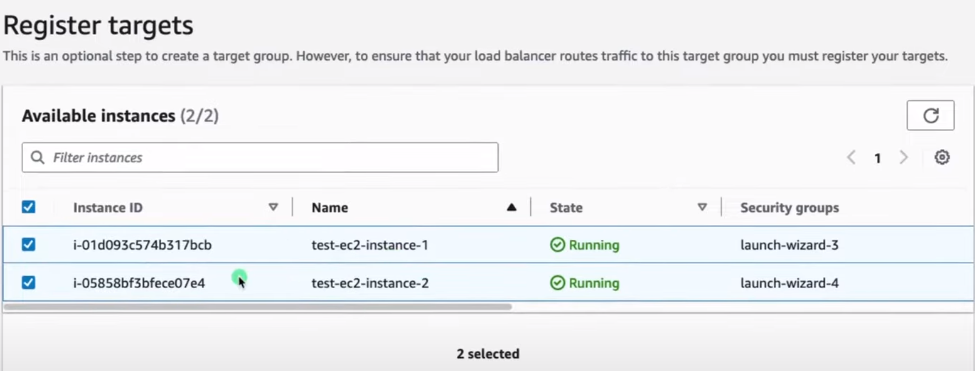 Register targets
This is an optional step to create a target group. However, to ensure that your load balancer routes traffic to this target group you must register your targets.
Available instances (2/2)
Filter instances
1
Instance ID Name State Security groups
i-01d093c574b317bcb test-ec2-instance-1 Running launch-wizard-3
i-05858bf3bfece07e4 test-ec2-instance-2 Running launch-wizard-4
2 selected